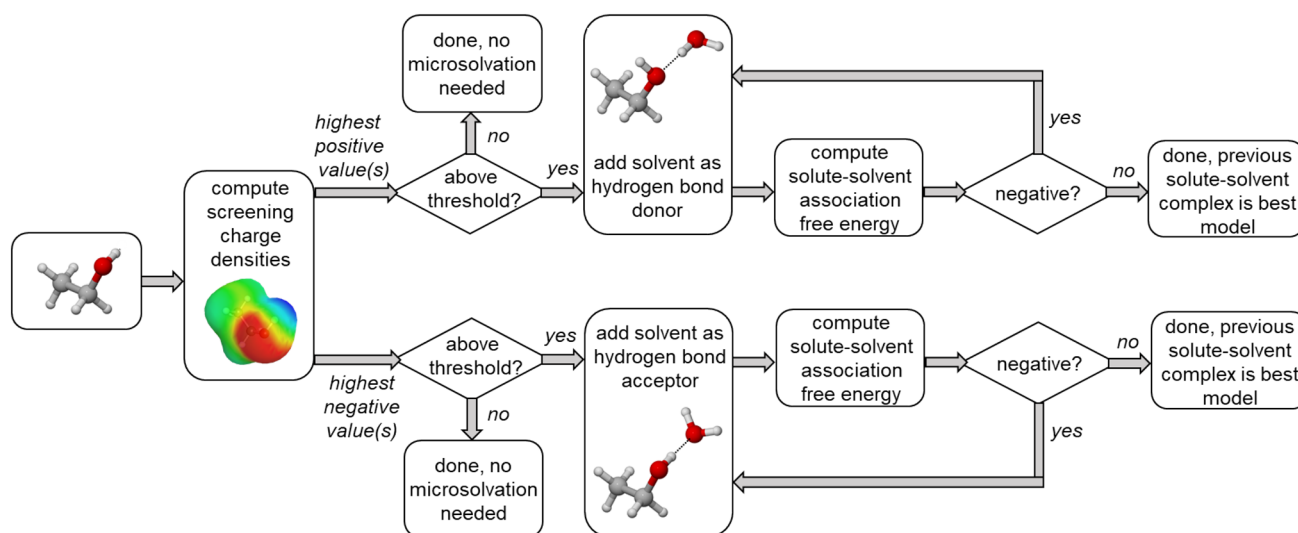 done, no
microsolvation
needed
highest
positive
value(s)
no
above
threshold?
yes
add solvent as
hydrogen bond
donor
compute
solute-solvent
association
free energy
negative?
yes
no
done, previous
solute-solvent
complex is best
model
compute
screening
charge
densities
highest
negative
value(s)
above
threshold?
yes
no
done, no
microsolvation
needed
add solvent as
hydrogen bond
acceptor
compute
solute-solvent
association
free energy
negative?
no
yes
done, previous
solute-solvent
complex is best
model